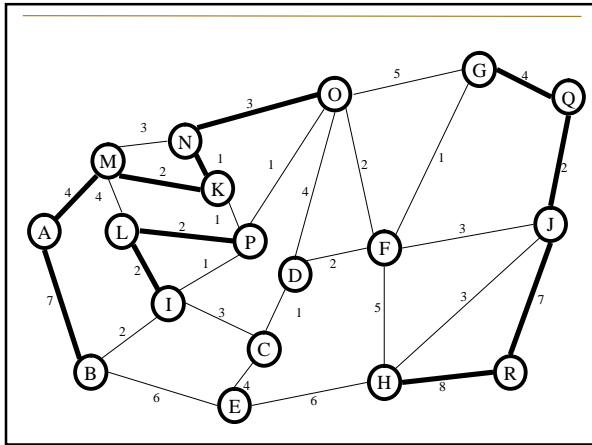 5 G 4
O Q
3
3 N
M 1 1 2 1 2
2
4 K 4
4 1
A L 2 P F 3 J
D 2
2 1
7 I 3 1 5 3 7
2 C
B 4 H R
6 E 6 8